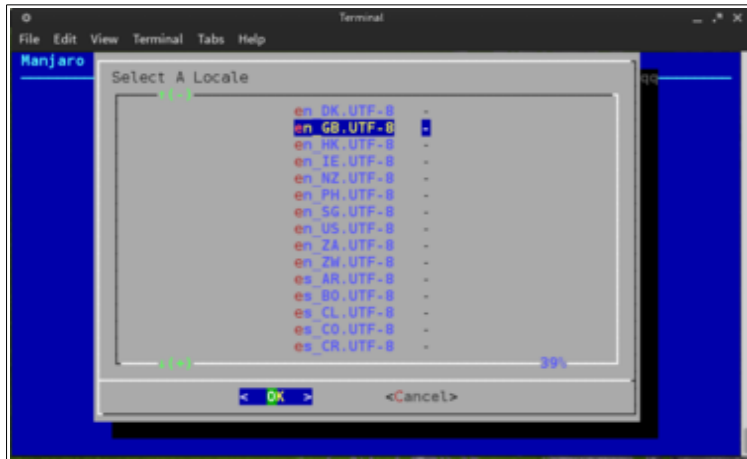 Terminal
File Edit View Terminal Tabs Help
Manjaro
qq
Select A Locale
↑(-)
en_DK.UTF-8 -
en_GB.UTF-8 -
en_HK.UTF-8 -
en_IE.UTF-8 -
en_NZ.UTF-8 -
en_PH.UTF-8 -
en_SG.UTF-8 -
en_US.UTF-8 -
en_ZA.UTF-8 -
en_ZW.UTF-8 -
es_AR.UTF-8 -
es_BO.UTF-8 -
es_CL.UTF-8 -
es_CO.UTF-8 -
es_CR.UTF-8 -
↓(+) 39%
< OK > <Cancel>